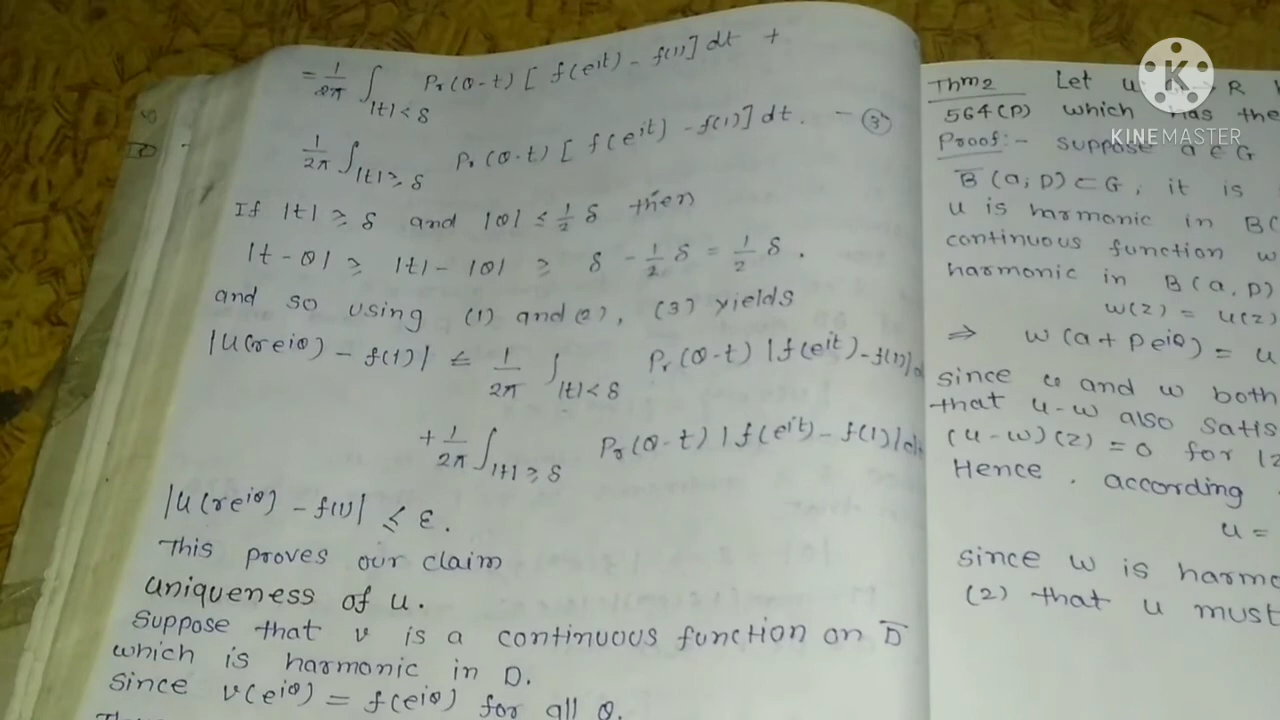 = 1/2π ∫|t|<δ Pr(θ-t) [ f(e^it) - f(1)] dt +
1/2π ∫|t|≥δ Pr(θ-t) [ f(e^it) - f(1)] dt. - (3)
If |t| ≥ δ and |θ| ≤ 1/2 δ then
|t - θ| ≥ |t| - |θ| ≥ δ - 1/2 δ = 1/2 δ.
and so using (1) and (2), (3) yields
|u(re^iθ) - f(1)| ≤ 1/2π ∫|t|<δ Pr(θ-t) |f(e^it) - f(1)| d
+ 1/2π ∫|t|≥δ Pr(θ-t) |f(e^it) - f(1)| dt
|u(re^iθ) - f(1)| ≤ ε.
This proves our claim
uniqueness of u.
suppose that v is a continuous function on D̅
which is harmonic in D.
since v(e^iθ) = f(e^iθ) for all θ.
Thm2 Let u R
564(P) which has the
Proof:- suppose a ∈ G
B̅(a; ρ) ⊂ G, it is
u is harmonic in B(
continuous function w
harmonic in B(a, ρ)
w(z) = u(z)
⇒ w(a + ρe^iθ) = u
since u and w both
that u-w also satis
(u-w)(z) = 0 for |z
Hence, according
u =
since w is harmo
(2) that u must
K
KINEMASTER